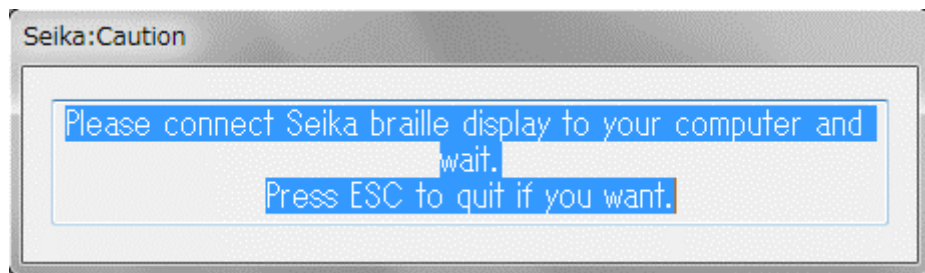 Seika:Caution
Please connect Seika braille display to your computer and
wait.
Press ESC to quit if you want.